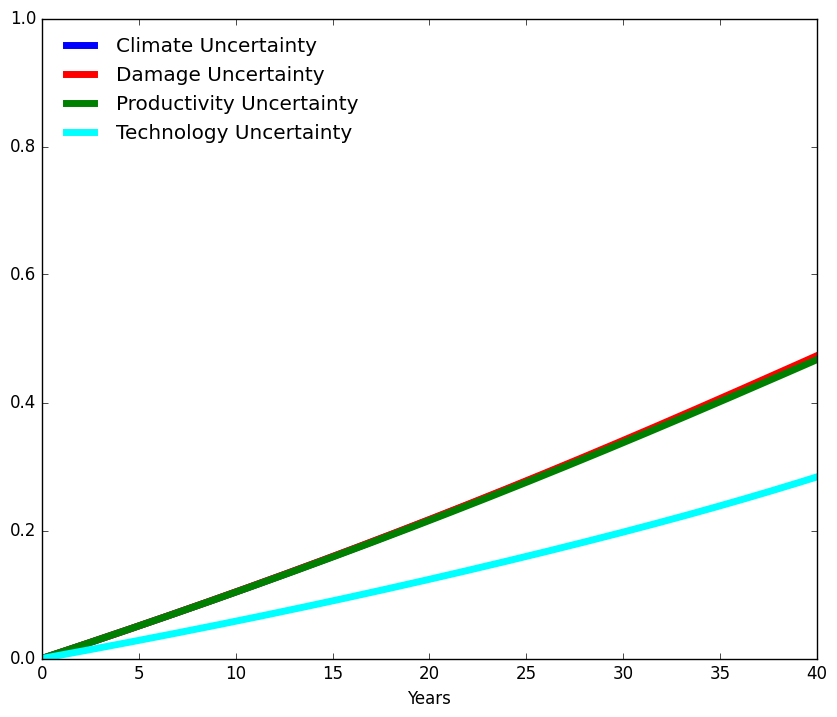 1.0
Climate Uncertainty
Damage Uncertainty
Productivity Uncertainty
Technology Uncertainty
0.8
0.6
0.4
0.2
0.0
0 5 10 15 20 25 30 35 40
Years